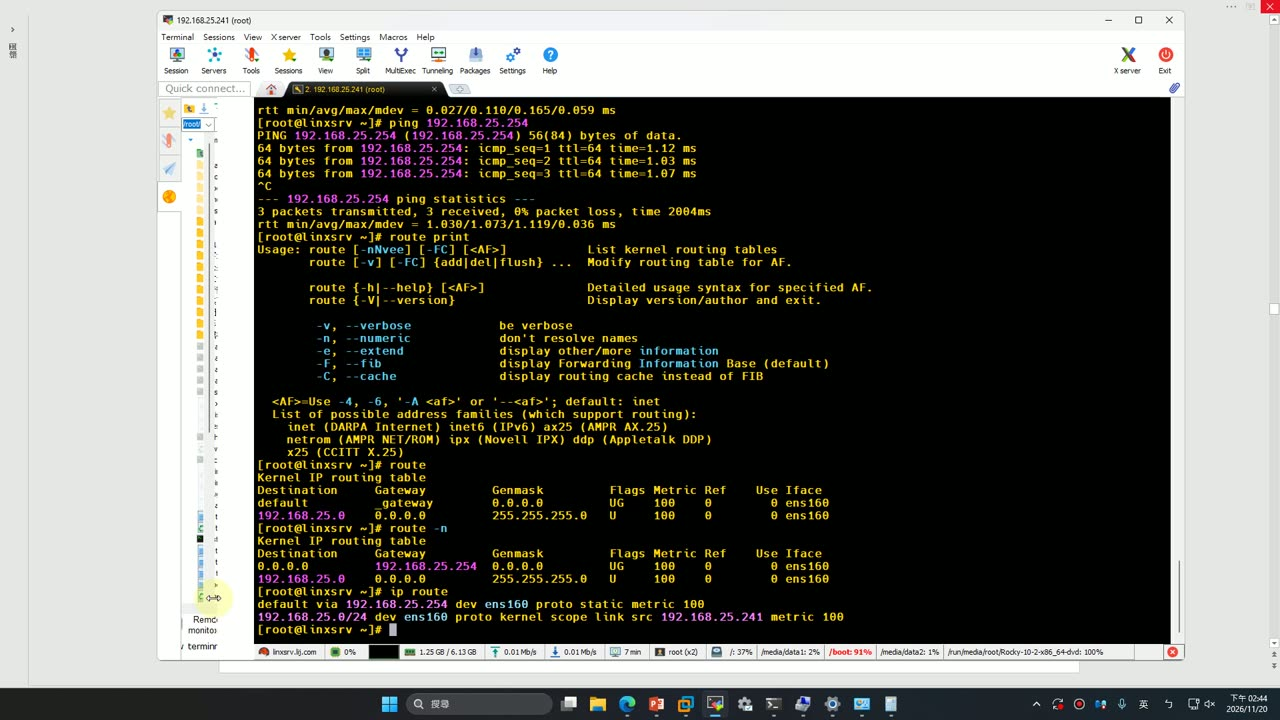 192.168.25.241 (root)
Terminal Sessions View X server Tools Settings Macros Help
Session Servers Tools Sessions View Split MultiExec Tunneling Packages Settings Help X server Exit
Quick connect... 2. 192.168.25.241 (root)
/root/
rtt min/avg/max/mdev = 0.027/0.110/0.165/0.059 ms
[root@linxsrv ~]# ping 192.168.25.254
PING 192.168.25.254 (192.168.25.254) 56(84) bytes of data.
64 bytes from 192.168.25.254: icmp_seq=1 ttl=64 time=1.12 ms
64 bytes from 192.168.25.254: icmp_seq=2 ttl=64 time=1.03 ms
64 bytes from 192.168.25.254: icmp_seq=3 ttl=64 time=1.07 ms
^C
--- 192.168.25.254 ping statistics ---
3 packets transmitted, 3 received, 0% packet loss, time 2004ms
rtt min/avg/max/mdev = 1.030/1.073/1.119/0.036 ms
[root@linxsrv ~]# route print
Usage: route [-nNvee] [-FC] [<AF>]           List kernel routing tables
       route [-v] [-FC] {add|del|flush} ...  Modify routing table for AF.
       route {-h|--help} [<AF>]              Detailed usage syntax for specified AF.
       route {-V|--version}                  Display version/author and exit.
        -v, --verbose            be verbose
        -n, --numeric            don't resolve names
        -e, --extend             display other/more information
        -F, --fib                display Forwarding Information Base (default)
        -C, --cache              display routing cache instead of FIB
  <AF>=Use -4, -6, '-A <af>' or '--<af>'; default: inet
  List of possible address families (which support routing):
    inet (DARPA Internet) inet6 (IPv6) ax25 (AMPR AX.25)
    netrom (AMPR NET/ROM) ipx (Novell IPX) ddp (Appletalk DDP)
    x25 (CCITT X.25)
[root@linxsrv ~]# route
Kernel IP routing table
Destination     Gateway         Genmask         Flags Metric Ref    Use Iface
default         _gateway        0.0.0.0         UG    100    0        0 ens160
192.168.25.0    0.0.0.0         255.255.255.0   U     100    0        0 ens160
[root@linxsrv ~]# route -n
Kernel IP routing table
Destination     Gateway         Genmask         Flags Metric Ref    Use Iface
0.0.0.0         192.168.25.254  0.0.0.0         UG    100    0        0 ens160
192.168.25.0    0.0.0.0         255.255.255.0   U     100    0        0 ens160
[root@linxsrv ~]# ip route
default via 192.168.25.254 dev ens160 proto static metric 100
192.168.25.0/24 dev ens160 proto kernel scope link src 192.168.25.241 metric 100
[root@linxsrv ~]#
linxsrv.lij.com 0% 1.25 GB / 6.13 GB 0.01 Mb/s 0.01 Mb/s 7 min root (x2) /: 37% /media/data1: 2% /boot: 91% /media/data2: 1% /run/media/root/Rocky-10-2-x86_64-dvd: 100%
搜尋 英 下午 02:44
2026/11/20